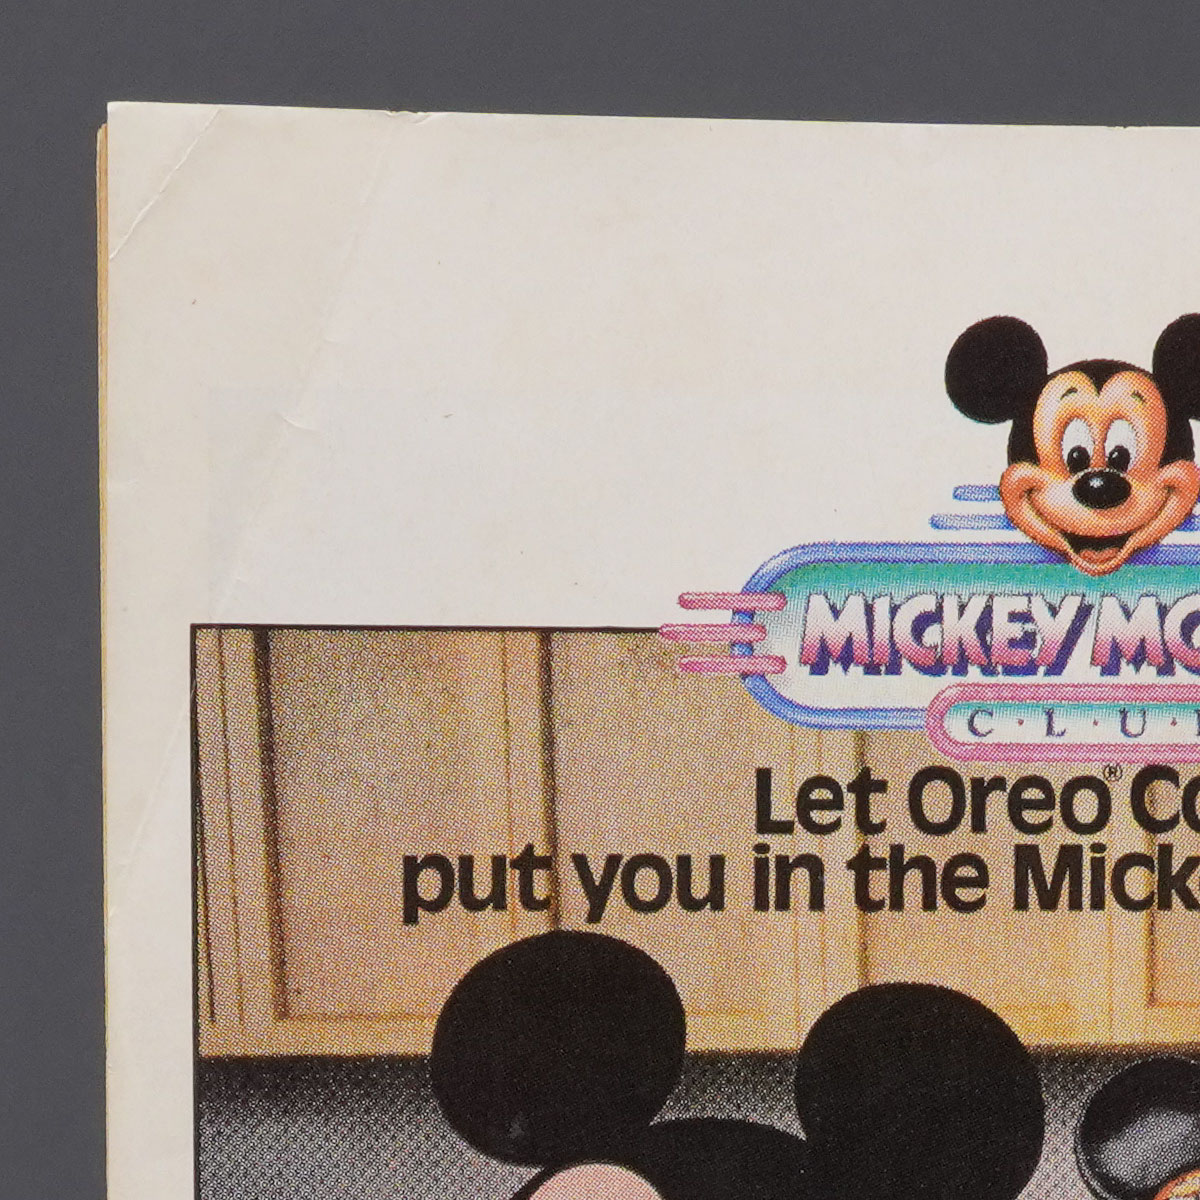 MICKEY MO
C·L·U·
Let Oreo® Co
put you in the Mick